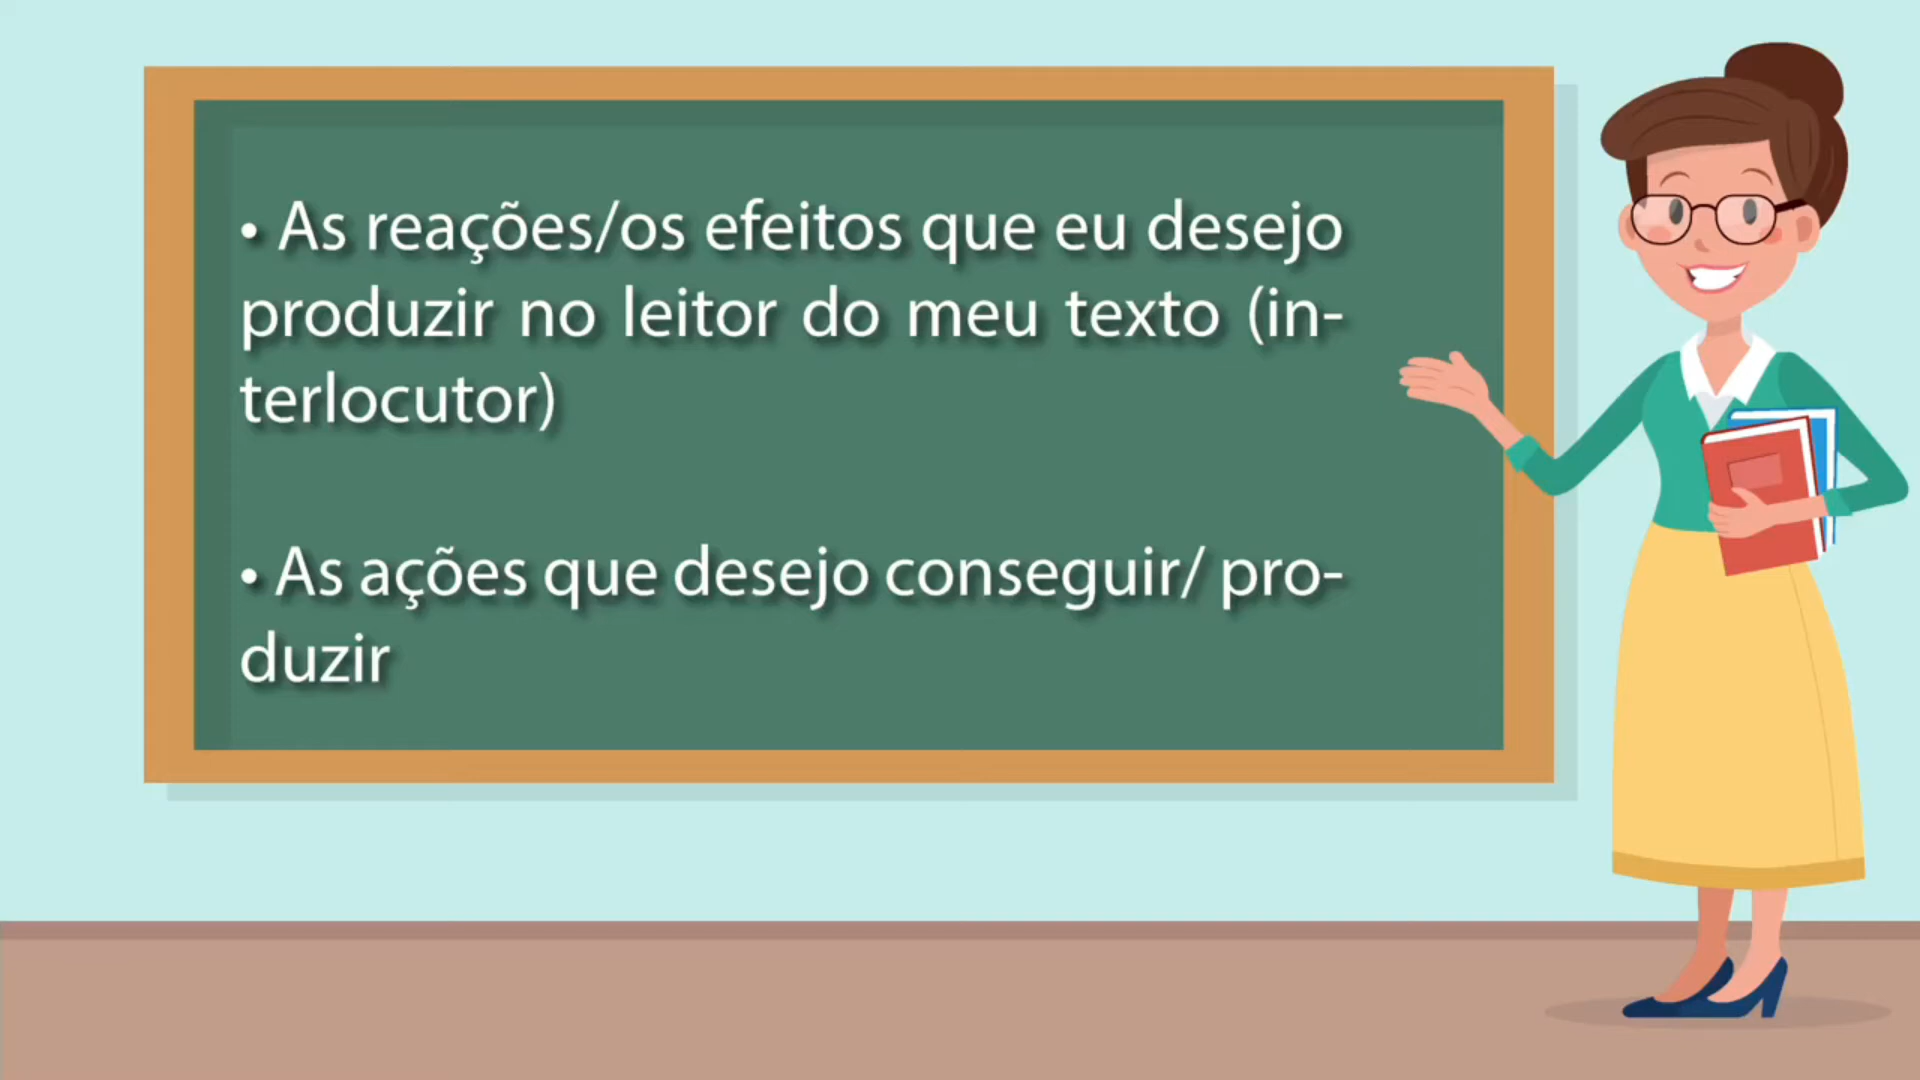 • As reações/os efeitos que eu desejo
produzir no leitor do meu texto (in-
terlocutor)
• As ações que desejo conseguir/ pro-
duzir